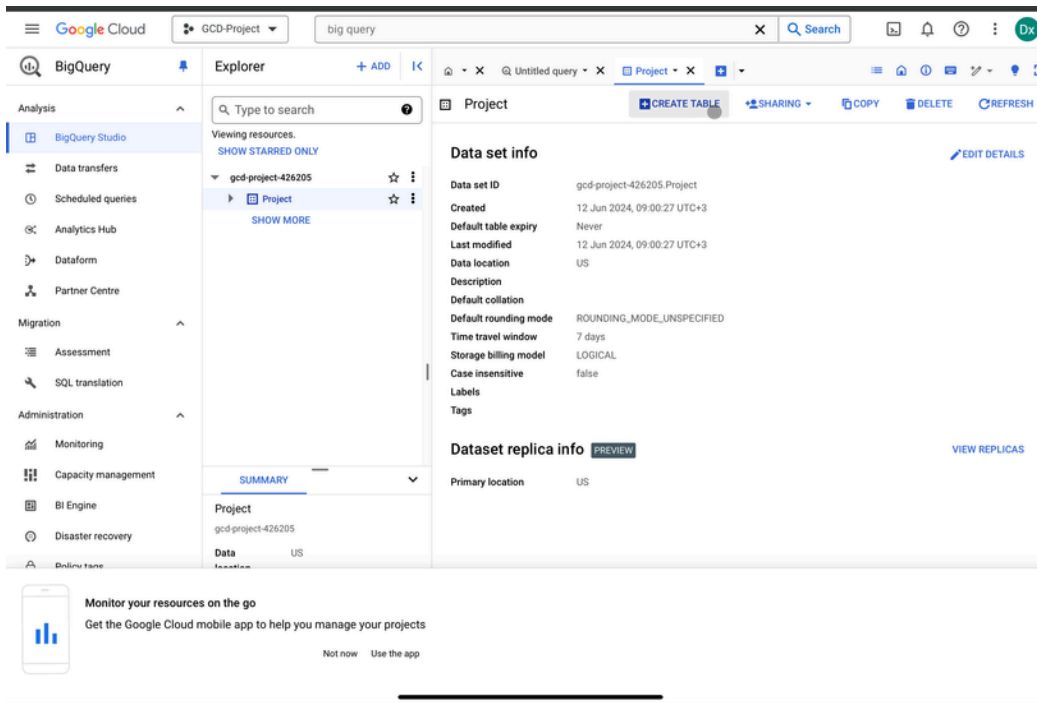 Google Cloud
GCD-Project
big query
Search
Dx
BigQuery
Explorer
+ ADD
Untitled query
Project
Analysis
BigQuery Studio
Data transfers
Scheduled queries
Analytics Hub
Dataform
Partner Centre
Migration
Assessment
SQL translation
Administration
Monitoring
Capacity management
BI Engine
Disaster recovery
Policy tags
Type to search
Viewing resources.
SHOW STARRED ONLY
gcd-project-426205
Project
SHOW MORE
SUMMARY
Project
gcd-project-426205
Data location US
Project
CREATE TABLE
SHARING
COPY
DELETE
REFRESH
Data set info
EDIT DETAILS
Data set ID gcd-project-426205.Project
Created 12 Jun 2024, 09:00:27 UTC+3
Default table expiry Never
Last modified 12 Jun 2024, 09:00:27 UTC+3
Data location US
Description
Default collation
Default rounding mode ROUNDING_MODE_UNSPECIFIED
Time travel window 7 days
Storage billing model LOGICAL
Case insensitive false
Labels
Tags
Dataset replica info PREVIEW
VIEW REPLICAS
Primary location US
Monitor your resources on the go
Get the Google Cloud mobile app to help you manage your projects
Not now Use the app